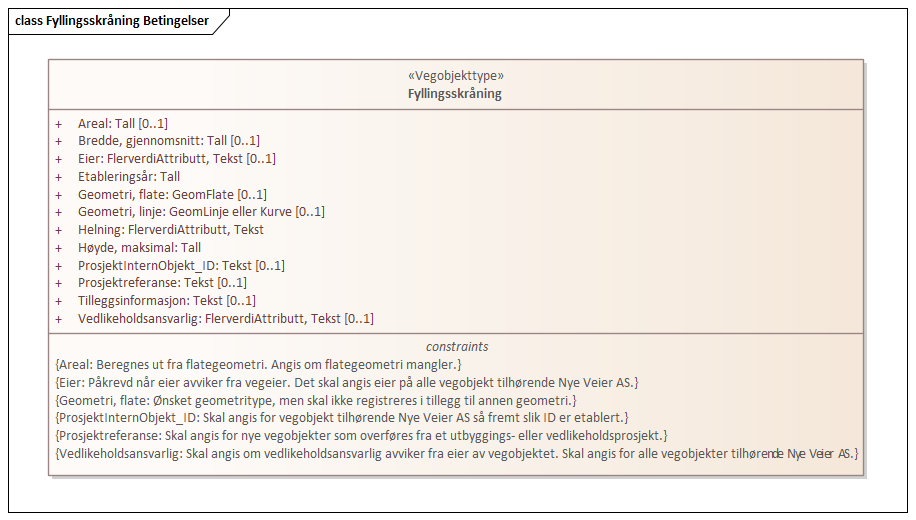 class Fyllingsskråning Betingelser
«Vegobjekttype»
Fyllingsskråning
+ Areal: Tall [0..1]
+ Bredde, gjennomsnitt: Tall [0..1]
+ Eier: FlerverdiAttributt, Tekst [0..1]
+ Etableringsår: Tall
+ Geometri, flate: GeomFlate [0..1]
+ Geometri, linje: GeomLinje eller Kurve [0..1]
+ Helning: FlerverdiAttributt, Tekst
+ Høyde, maksimal: Tall
+ ProsjektInternObjekt_ID: Tekst [0..1]
+ Prosjektreferanse: Tekst [0..1]
+ Tilleggsinformasjon: Tekst [0..1]
+ Vedlikeholdsansvarlig: FlerverdiAttributt, Tekst [0..1]
constraints
{Areal: Beregnes ut fra flategeometri. Angis om flategeometri mangler.}
{Eier: Påkrevd når eier avviker fra vegeier. Det skal angis eier på alle vegobjekt tilhørende Nye Veier AS.}
{Geometri, flate: Ønsket geometritype, men skal ikke registreres i tillegg til annen geometri.}
{ProsjektInternObjekt_ID: Skal angis for vegobjekt tilhørende Nye Veier AS så fremt slik ID er etablert.}
{Prosjektreferanse: Skal angis for nye vegobjekter som overføres fra et utbyggings- eller vedlikeholdsprosjekt.}
{Vedlikeholdsansvarlig: Skal angis om vedlikeholdsansvarlig avviker fra eier av vegobjektet. Skal angis for alle vegobjekter tilhørende Nye Veier AS.}